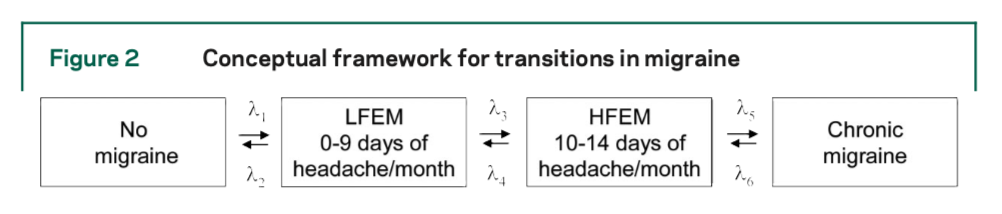 Figure 2 Conceptual framework for transitions in migraine
No
migraine
λ1
λ2
LFEM
0-9 days of
headache/month
λ3
λ4
HFEM
10-14 days of
headache/month
λ5
λ6
Chronic
migraine